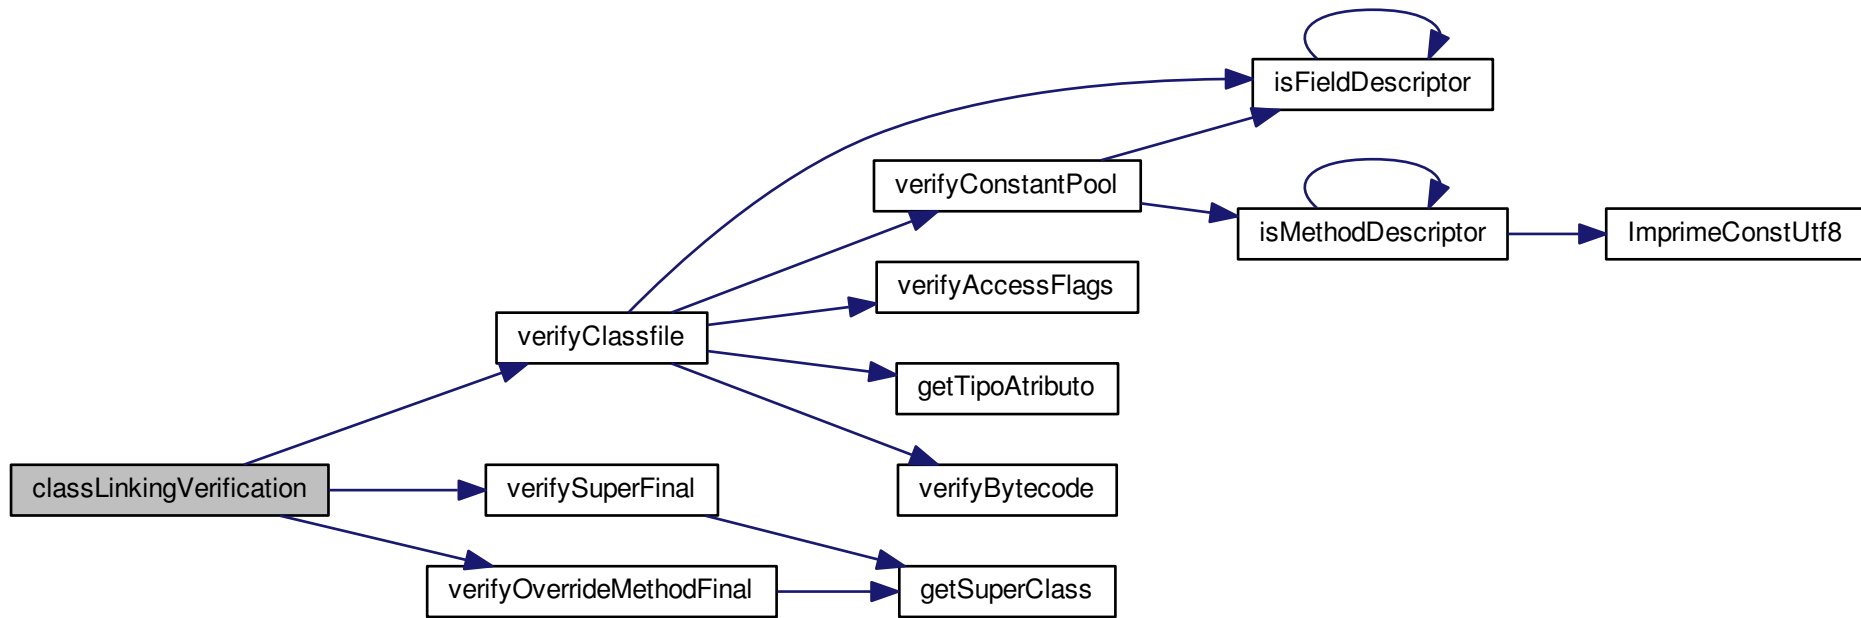 isFieldDescriptor
verifyConstantPool
isMethodDescriptor
ImprimeConstUtf8
verifyAccessFlags
verifyClassfile
getTipoAtributo
classLinkingVerification
verifySuperFinal
verifyBytecode
verifyOverrideMethodFinal
getSuperClass